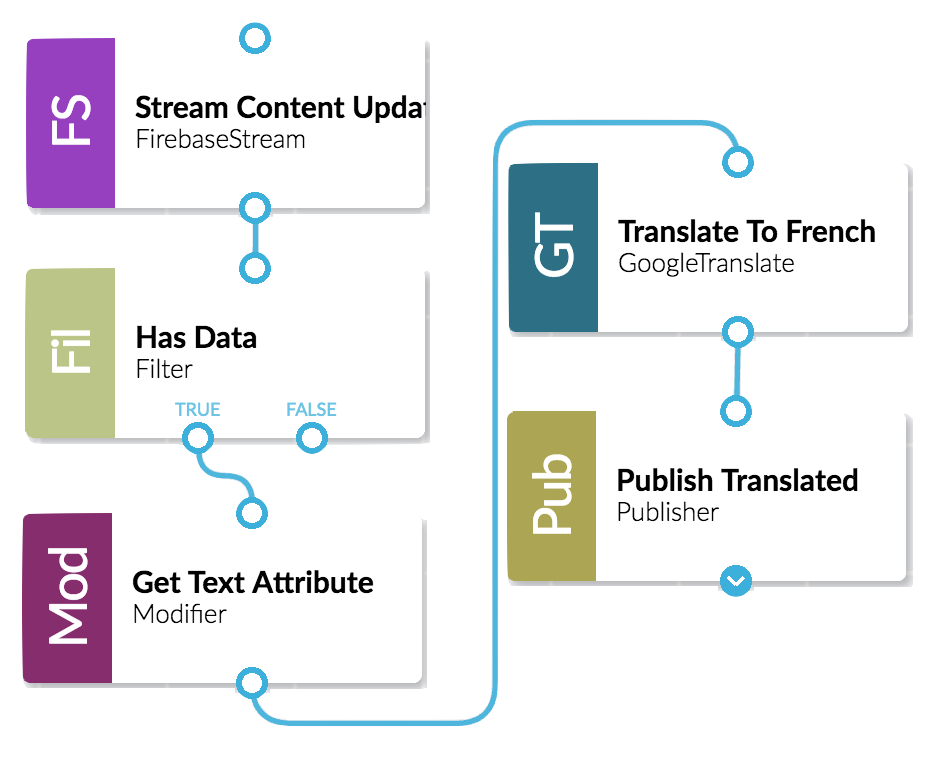 FS
Stream Content Updat
FirebaseStream
Fil
Has Data
Filter
TRUE
FALSE
Mod
Get Text Attribute
Modifier
GT
Translate To French
GoogleTranslate
Pub
Publish Translated
Publisher